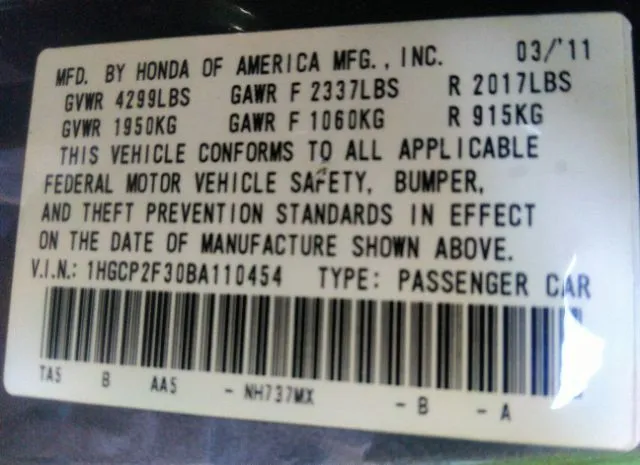 MFD. BY HONDA OF AMERICA MFG., INC. 03/'11
GVWR 4299LBS GAWR F 2337LBS R 2017LBS
GVWR 1950KG GAWR F 1060KG R 915KG
THIS VEHICLE CONFORMS TO ALL APPLICABLE
FEDERAL MOTOR VEHICLE SAFETY, BUMPER,
AND THEFT PREVENTION STANDARDS IN EFFECT
ON THE DATE OF MANUFACTURE SHOWN ABOVE.
V.I.N.: 1HGCP2F30BA110454 TYPE: PASSENGER CAR
TA5 B AA5 - NH737MX - B - A